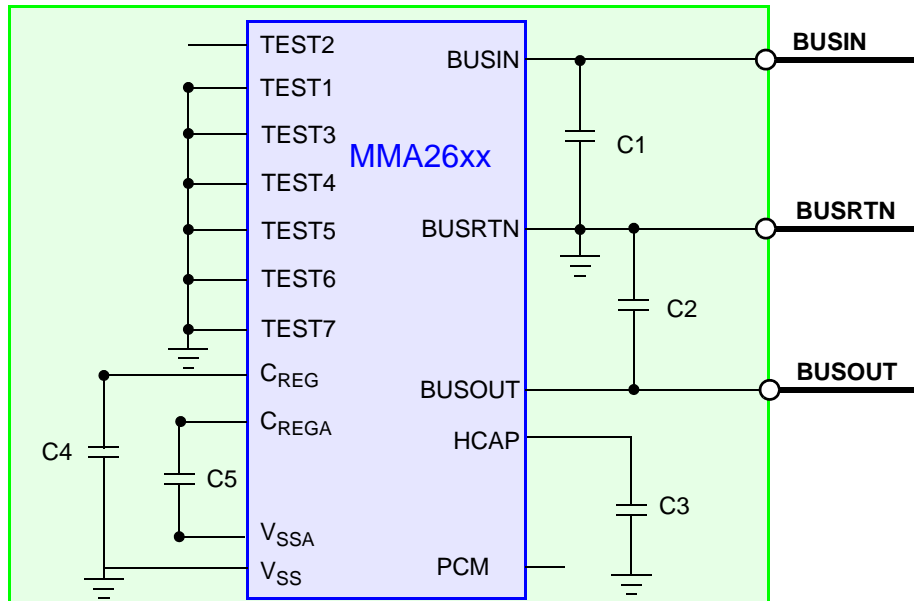 TEST2
TEST1
TEST3
TEST4
TEST5
TEST6
TEST7
CREG
CREGA
VSSA
VSS
C4
C5
MMA26xx
BUSIN
BUSRTN
BUSOUT
HCAP
PCM
C1
C2
C3
BUSIN
BUSRTN
BUSOUT